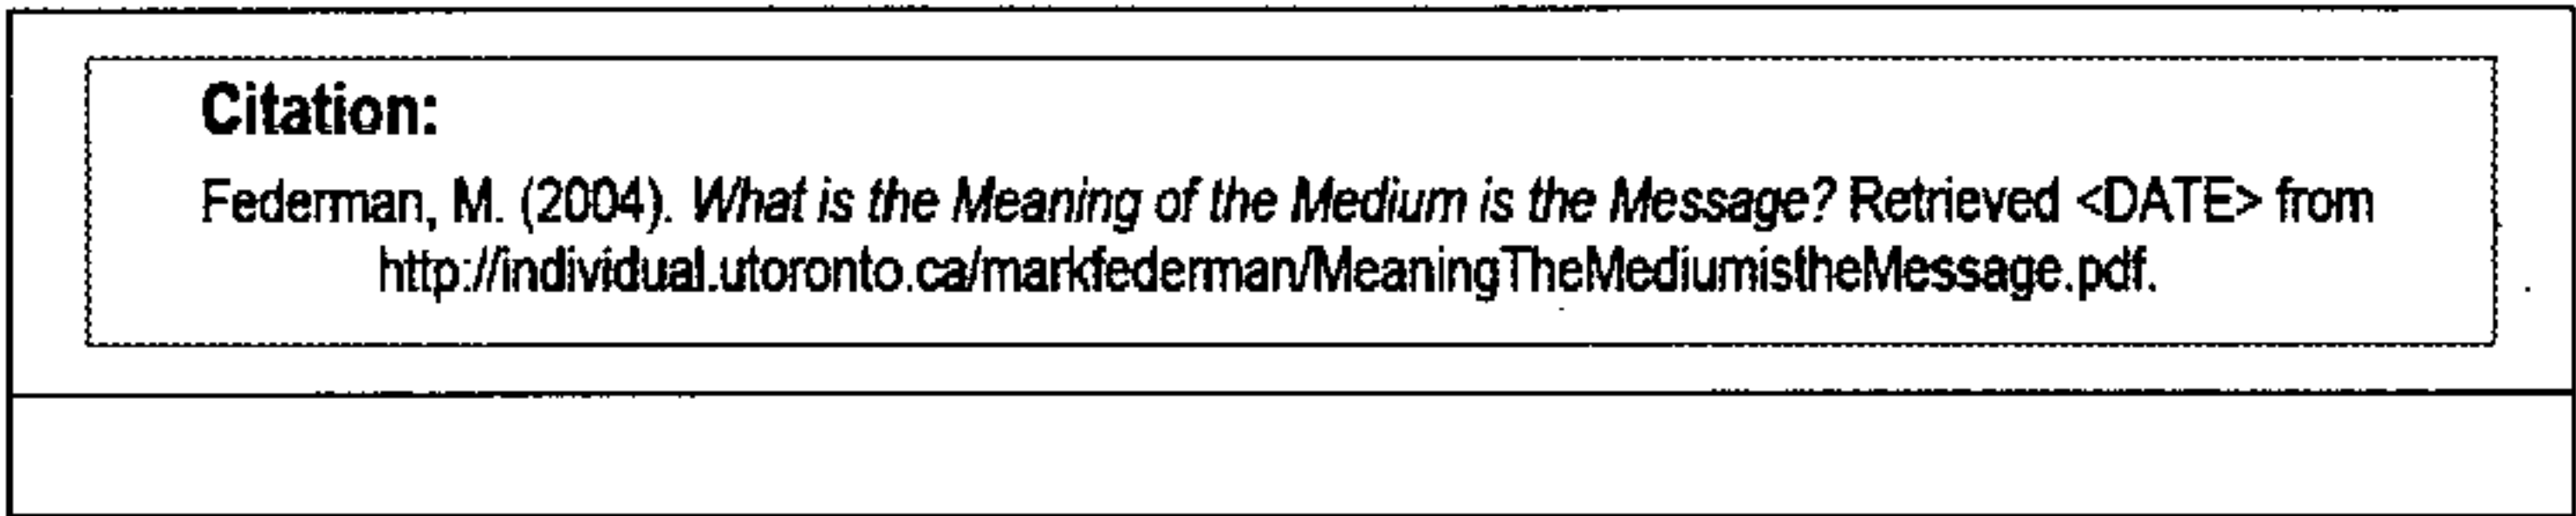 Citation:
Federman, M. (2004). What is the Meaning of the Medium is the Message? Retrieved <DATE> from
http://individual.utoronto.ca/markfederman/MeaningTheMediumistheMessage.pdf.